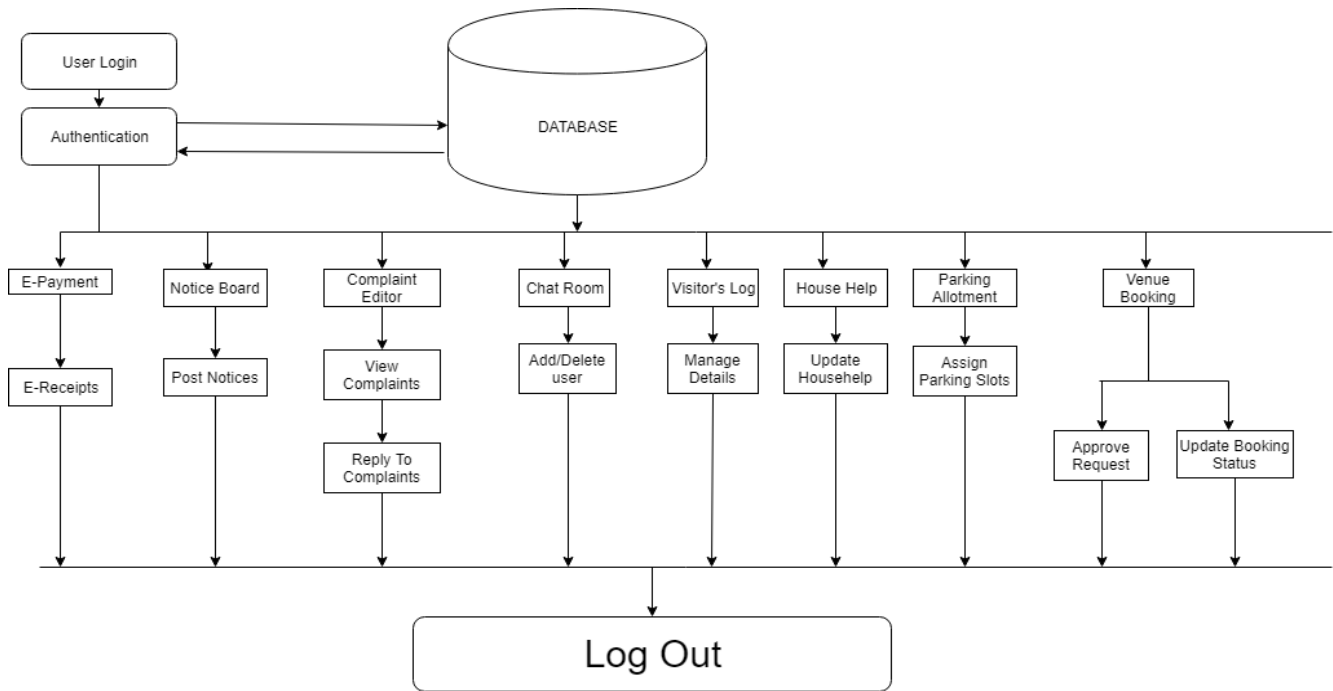 User Login
Authentication
DATABASE
E-Payment
Notice Board
Complaint
Editor
Chat Room
Visitor's Log
House Help
Parking
Allotment
Venue
Booking
E-Receipts
Post Notices
View
Complaints
Add/Delete
user
Manage
Details
Update
Househelp
Assign
Parking Slots
Reply To
Complaints
Approve
Request
Update Booking
Status
Log Out